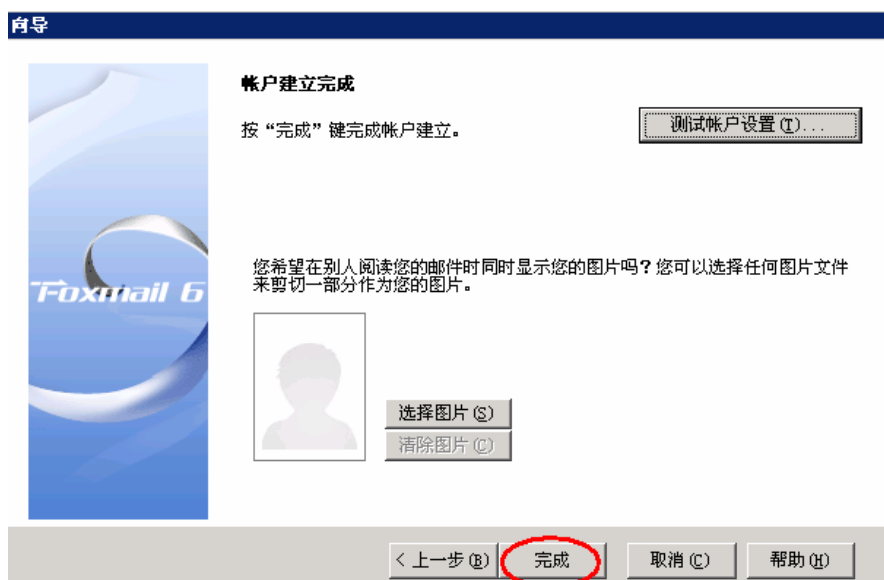 向导
帐户建立完成
按“完成”键完成帐户建立。
测试帐户设置(T)...
您希望在别人阅读您的邮件时同时显示您的图片吗？您可以选择任何图片文件
来剪切一部分作为您的图片。
Foxmail 6
选择图片(S)
清除图片(C)
< 上一步(B)
完成
取消(C)
帮助(H)